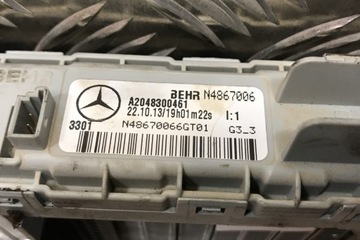 BEHR N4867006
A2048300461
22.10.13/19h01m22s I:1
3301 N48670066GT01 G3_3